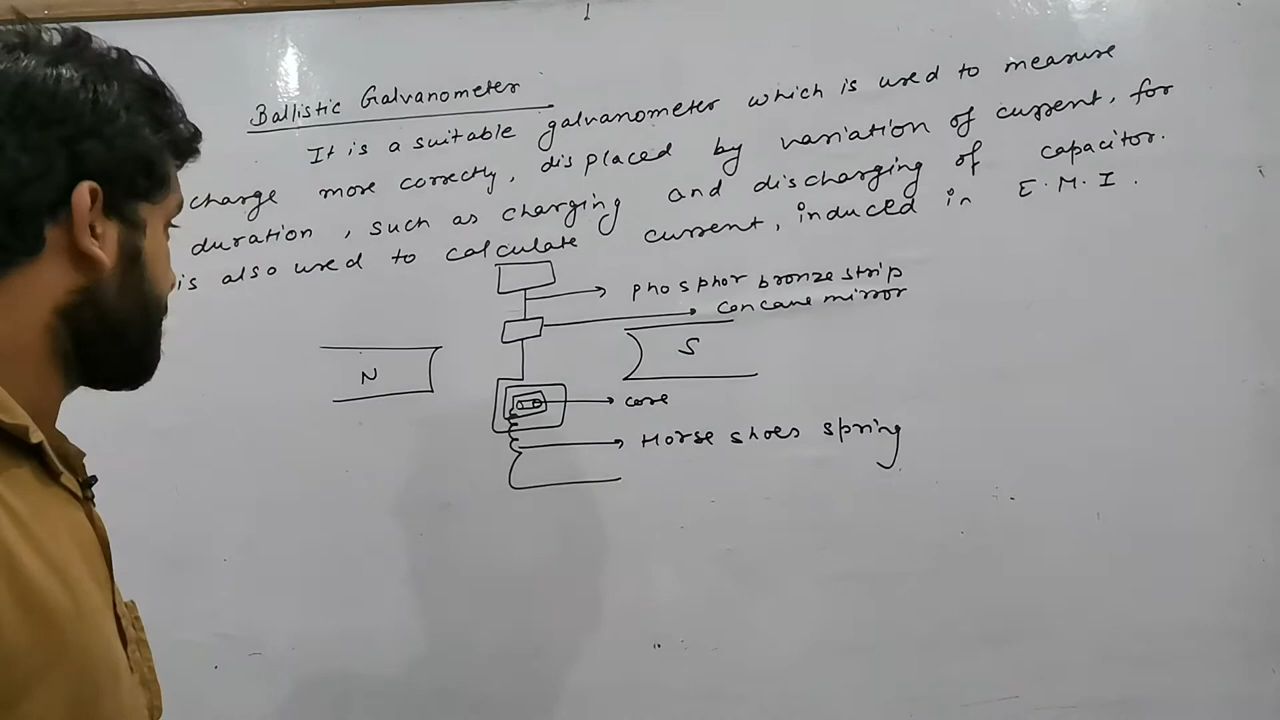 Ballistic Galvanometer
It is a suitable galvanometer which is used to measure
charge more correctly, displaced by variation of current, for
duration, such as charging and discharging of capacitor.
is also used to calculate current, induced in E.M.I.
phosphor bronze strip
concave mirror
N
S
core
Horse shoes spring